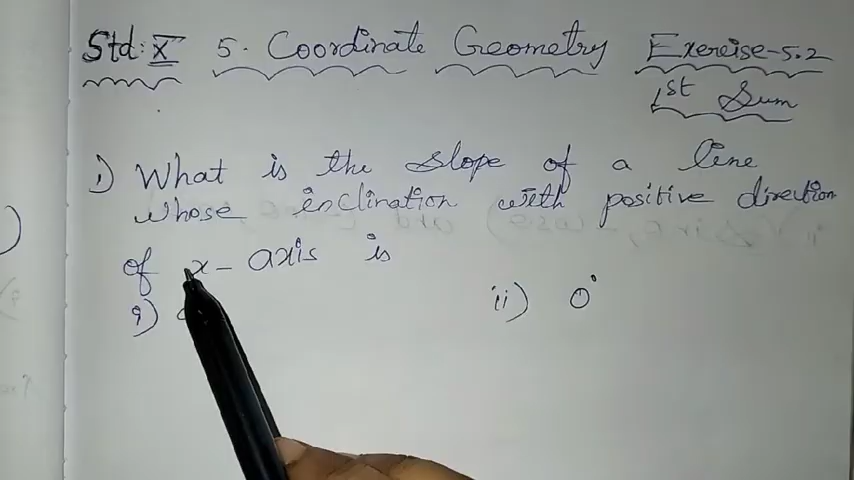 Std: X 5. Coordinate Geometry Exercise-5.2
1st Sum
1) What is the slope of a line
whose inclination with positive direction
of x-axis is
i)
ii) 0°